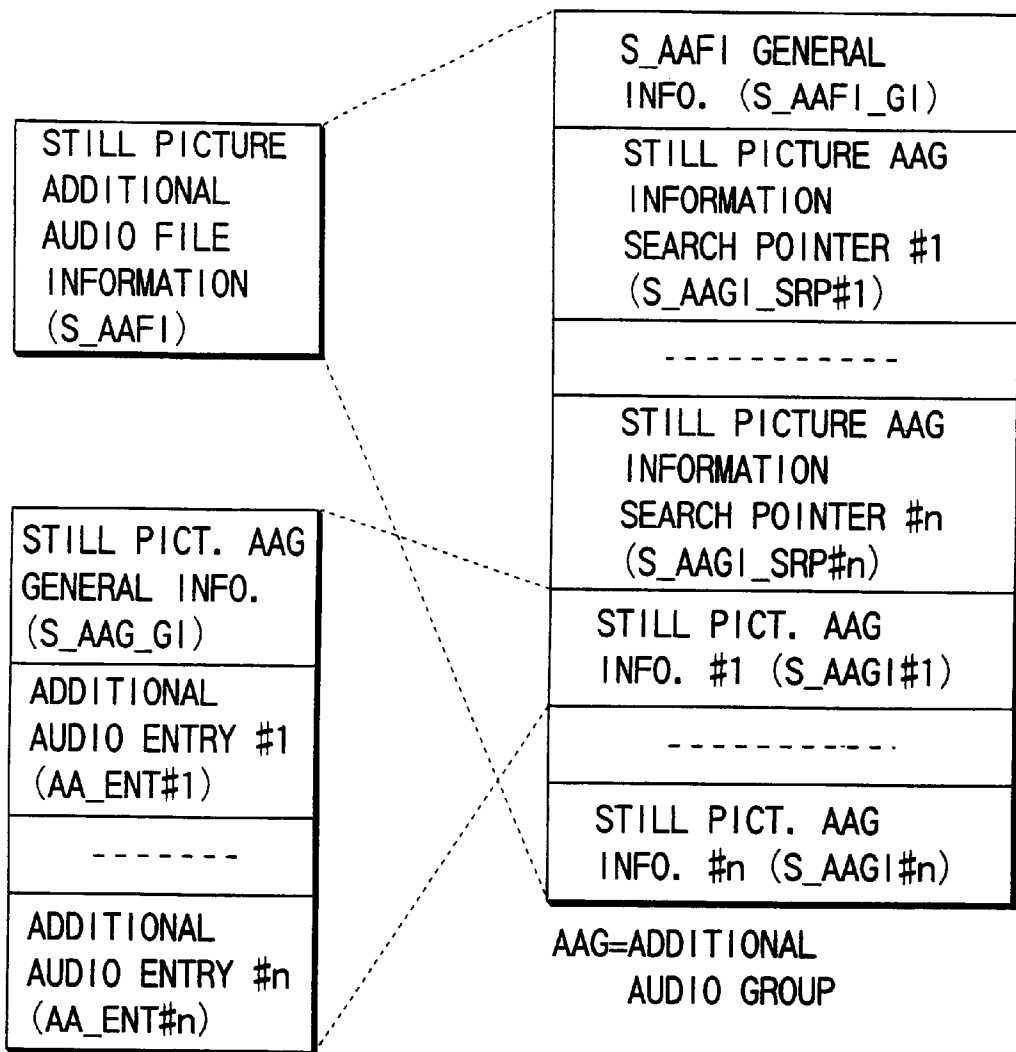 STILL PICTURE
ADDITIONAL
AUDIO FILE
INFORMATION
(S_AAFI)
S_AAFI GENERAL
INFO. (S_AAFI_GI)
STILL PICTURE AAG
INFORMATION
SEARCH POINTER #1
(S_AAGI_SRP#1)
STILL PICTURE AAG
INFORMATION
SEARCH POINTER #n
(S_AAGI_SRP#n)
STILL PICT. AAG
INFO. #1 (S_AAGI#1)
STILL PICT. AAG
INFO. #n (S_AAGI#n)
AAG=ADDITIONAL
AUDIO GROUP
STILL PICT. AAG
GENERAL INFO.
(S_AAG_GI)
ADDITIONAL
AUDIO ENTRY #1
(AA_ENT#1)
ADDITIONAL
AUDIO ENTRY #n
(AA_ENT#n)